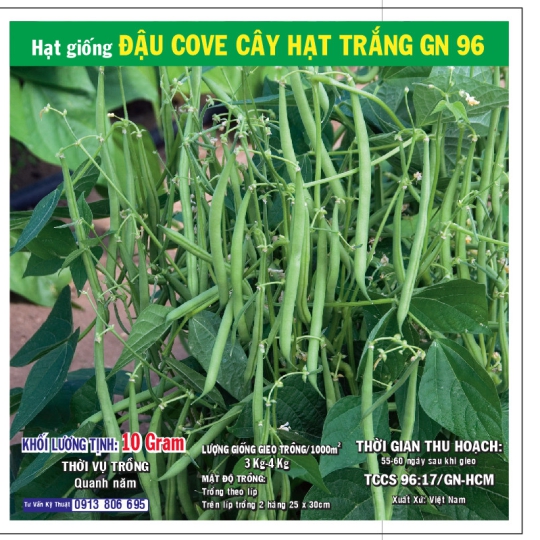 Hạt giống ĐẬU COVE CÂY HẠT TRẮNG GN 96
KHỐI LƯỢNG TỊNH: 10 Gram
THỜI VỤ TRỒNG
Quanh năm
Tư Vấn Kỹ Thuật 0913 806 695
LƯỢNG GIỐNG GIEO TRỒNG/1000m²
3 Kg-4 Kg
MẬT ĐỘ TRỒNG:
Trồng theo líp
Trên líp trồng 2 hàng 25 x 30cm
THỜI GIAN THU HOẠCH:
55-60 ngày sau khi gieo
TCCS 96:17/GN-HCM
Xuất Xứ: Việt Nam